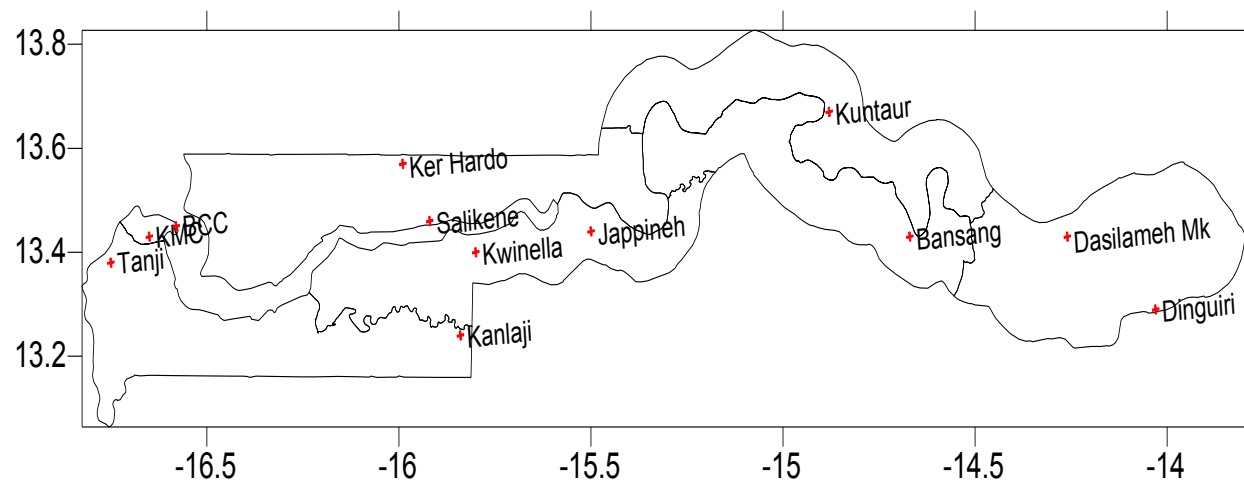 13.8
13.6
13.4
13.2
Kuntaur
Ker Hardo
Salikene
BCC
KMC
Tanji
Kwinella
Jappineh
Bansang
Dasilameh Mk
Dinguiri
Kanlaji
-16.5
-16
-15.5
-15
-14.5
-14